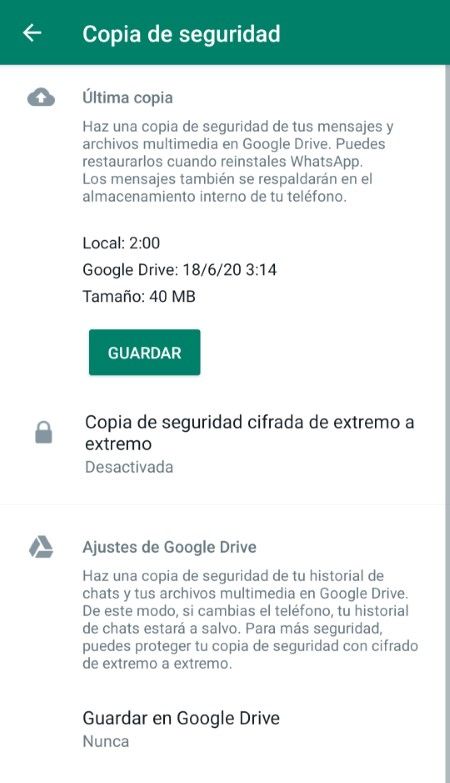 Copia de seguridad
Última copia
Haz una copia de seguridad de tus mensajes y
archivos multimedia en Google Drive. Puedes
restaurarlos cuando reinstales WhatsApp.
Los mensajes también se respaldarán en el
almacenamiento interno de tu teléfono.
Local: 2:00
Google Drive: 18/6/20 3:14
Tamaño: 40 MB
GUARDAR
Copia de seguridad cifrada de extremo a
extremo
Desactivada
Ajustes de Google Drive
Haz una copia de seguridad de tu historial de
chats y tus archivos multimedia en Google Drive.
De este modo, si cambias el teléfono, tu historial
de chats estará a salvo. Para más seguridad,
puedes proteger tu copia de seguridad con cifrado
de extremo a extremo.
Guardar en Google Drive
Nunca